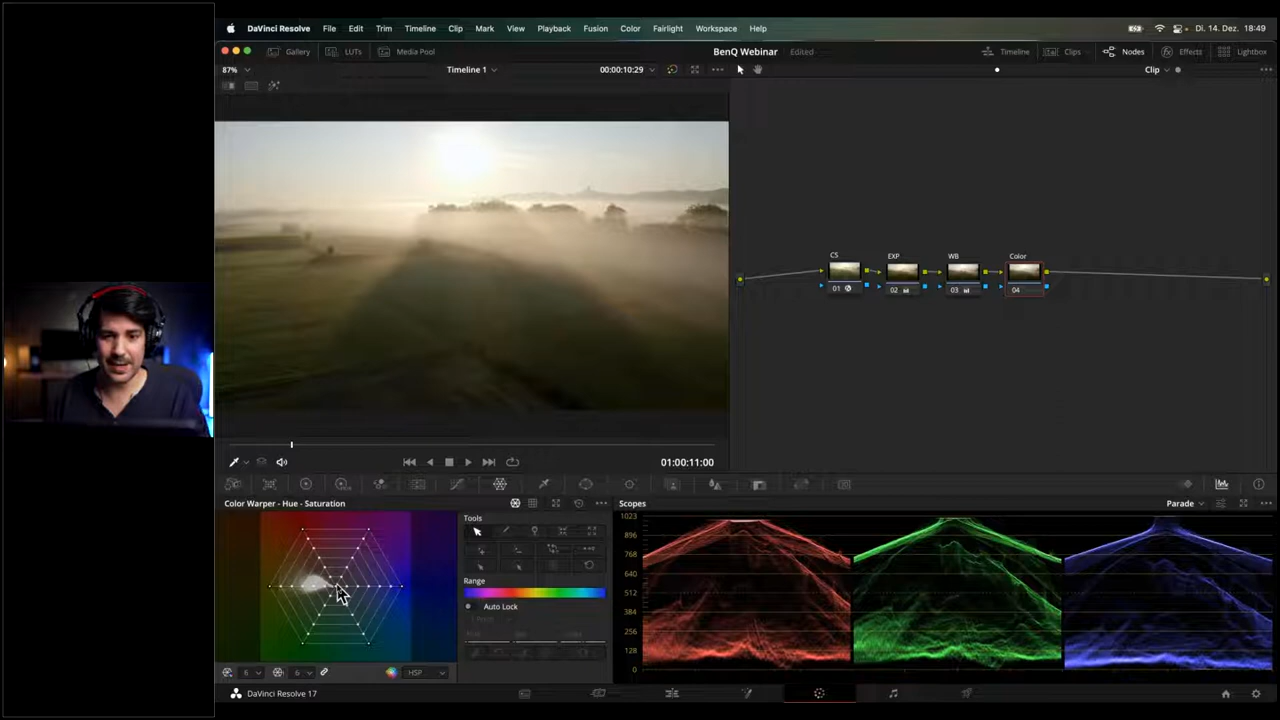 DaVinci Resolve File Edit Trim Timeline Clip Mark View Playback Fusion Color Fairlight Workspace Help Di. 14. Dez. 18:49
Gallery LUTs Media Pool BenQ Webinar Edited Timeline Clips Nodes Effects Lightbox
87% Timeline 1 00:00:10:29 Clip
CS EXP WB Color
01 02 03 04
01:00:11:00
Color Warper - Hue - Saturation Scopes Parade
Tools
Range
Auto Lock
1023
896
768
640
512
384
256
128
0
6 6 HSP
DaVinci Resolve 17